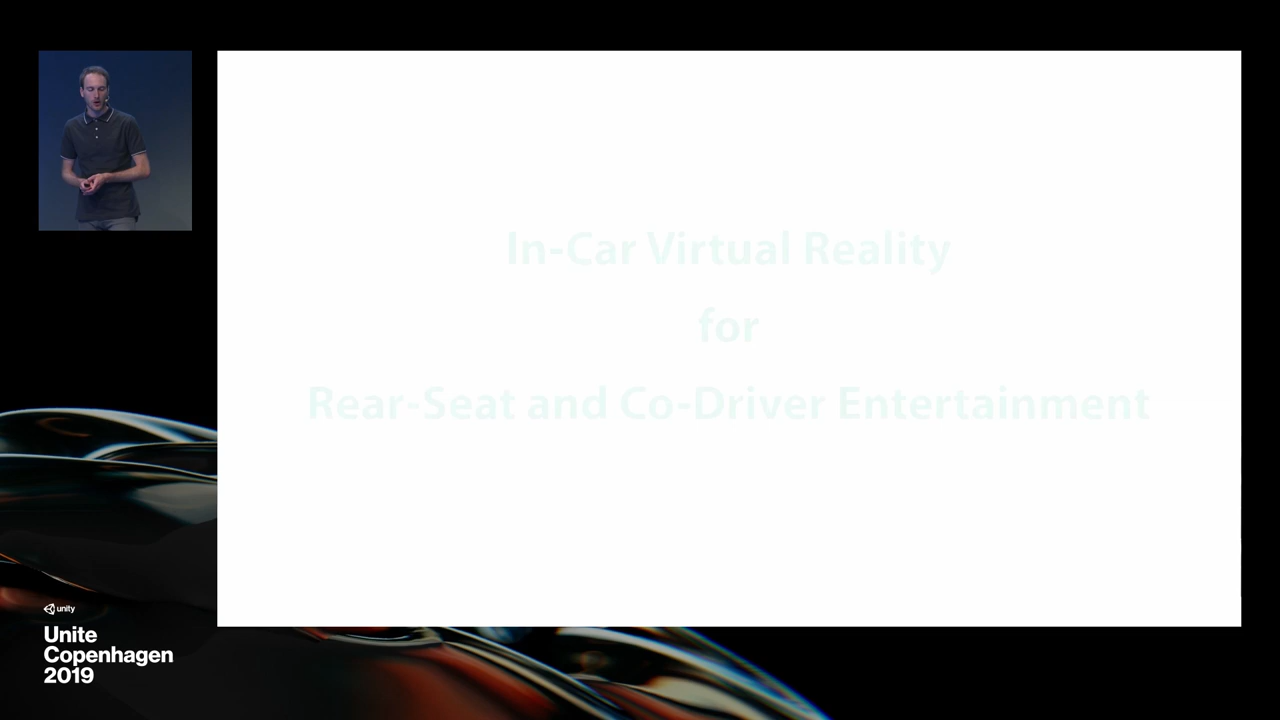 In-Car Virtual Reality
for
Rear-Seat and Co-Driver Entertainment
unity
Unite
Copenhagen
2019